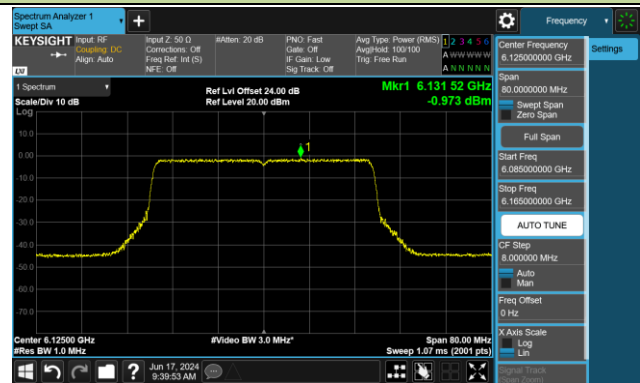 Spectrum Analyzer 1
Swept SA
Frequency
KEYSIGHT
Input: RF
Coupling: DC
Align: Auto
Input Z: 50 Ω
Corrections: Off
Freq Ref: Int (S)
NFE: Off
#Atten: 20 dB
PNO: Fast
Gate: Off
IF Gain: Low
Sig Track: Off
Avg Type: Power (RMS)
Avg|Hold: 100/100
Trig: Free Run
1 2 3 4 5 6
A W W W W W
A N N N N N
LXI
1 Spectrum
Scale/Div 10 dB
Log
Ref Lvl Offset 24.00 dB
Ref Level 20.00 dBm
Mkr1 6.131 52 GHz
-0.973 dBm
1
10.0
0.00
-10.0
-20.0
-30.0
-40.0
-50.0
-60.0
-70.0
Center 6.12500 GHz
#Res BW 1.0 MHz
#Video BW 3.0 MHz*
Span 80.00 MHz
Sweep 1.07 ms (2001 pts)
Center Frequency
6.125000000 GHz
Settings
Span
80.0000000 MHz
Swept Span
Zero Span
Full Span
Start Freq
6.085000000 GHz
Stop Freq
6.165000000 GHz
AUTO TUNE
CF Step
8.000000 MHz
Auto
Man
Freq Offset
0 Hz
X Axis Scale
Log
Lin
Signal Track
(Span Zoom)
Jun 17, 2024
9:39:53 AM